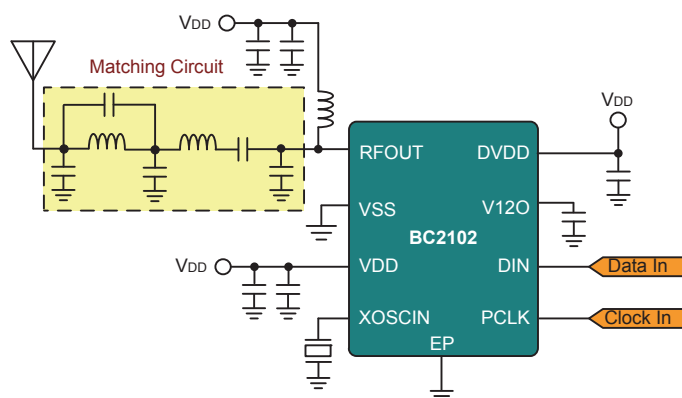 VDD
Matching Circuit
VDD
RFOUT
DVDD
VSS
V12O
BC2102
VDD
VDD
DIN
Data In
XOSCIN
PCLK
Clock In
EP